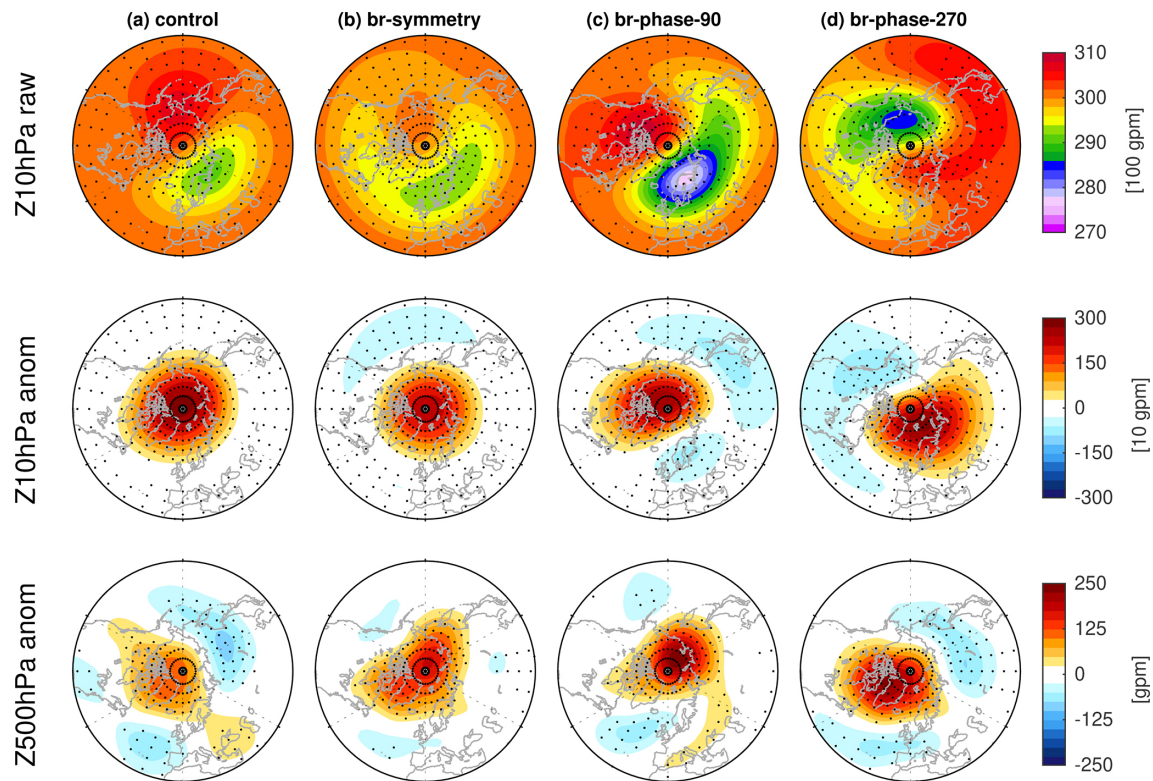 (a) control (b) br-symmetry (c) br-phase-90 (d) br-phase-270
Z10hPa raw
310
300
290
280
270
[100 gpm]
Z10hPa anom
300
150
0
-150
-300
[10 gpm]
Z500hPa anom
250
125
0
-125
-250
[gpm]